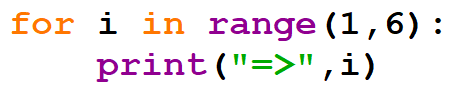 for i in range(1,6):
    print("=>",i)